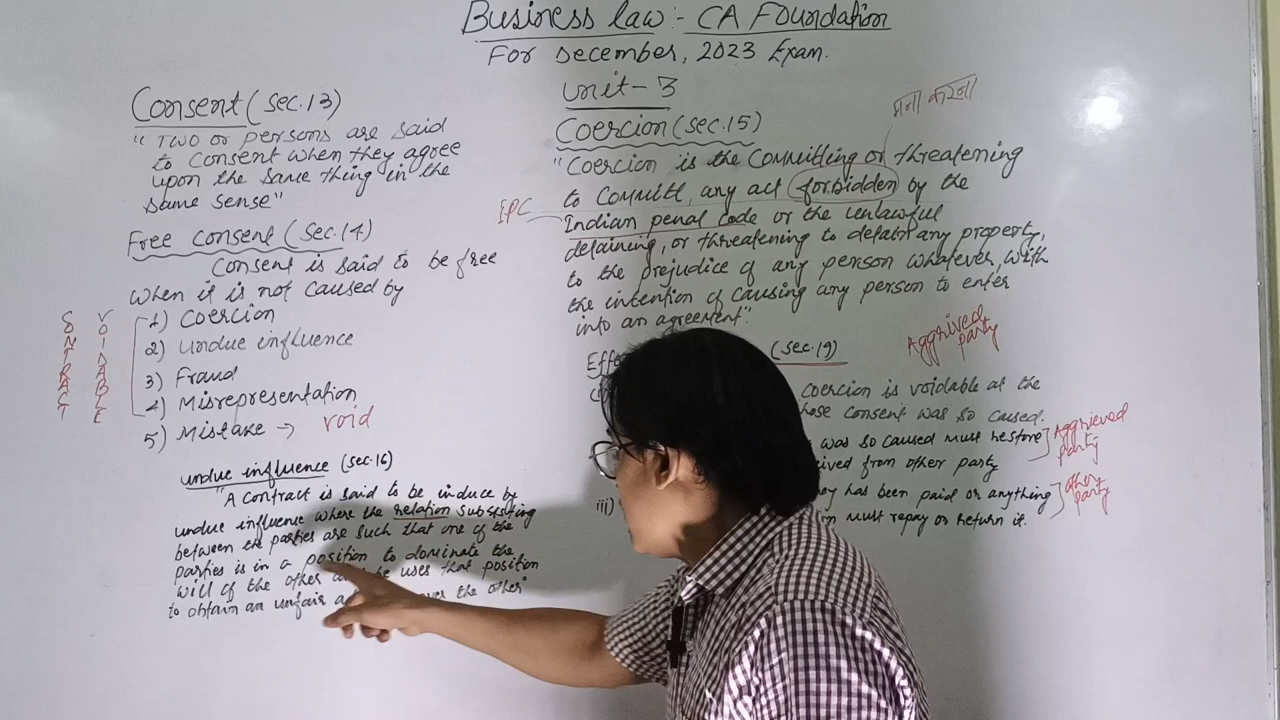 Business law:- CA Foundation
For December, 2023 Exam.
Unit-3
Consent (Sec.13)
"Two or persons are said
to consent when they agree
upon the same thing in the
same sense"
Free consent (Sec.14)
Consent is said to be free
when it is not caused by
1) Coercion
2) undue influence
3) Fraud
4) Misrepresentation
5) Mistake → void
VOIDABLE
undue influence (Sec.16)
"A contract is said to be induce by
undue influence where the relation subsisting
between the parties are such that one of the
parties is in a position to dominate the
will of the other uses that position
to obtain an unfair over the other"
मना करना
Coercion (Sec.15)
"Coercion is the Committing or threatening
to Committ, any act forbidden by the
IPC
Indian penal code or the unlawful
detaining, or threatening to detain any property,
to the prejudice of any person whatever, with
the intention of causing any person to enter
into an agreement"
Aggrived
party
(Sec.19)
coercion is voidable at the
consent was so caused.
was so caused must restore
from other party
Aggrieved
party
iii)
has been paid or anything
must repay or return it.
other
party